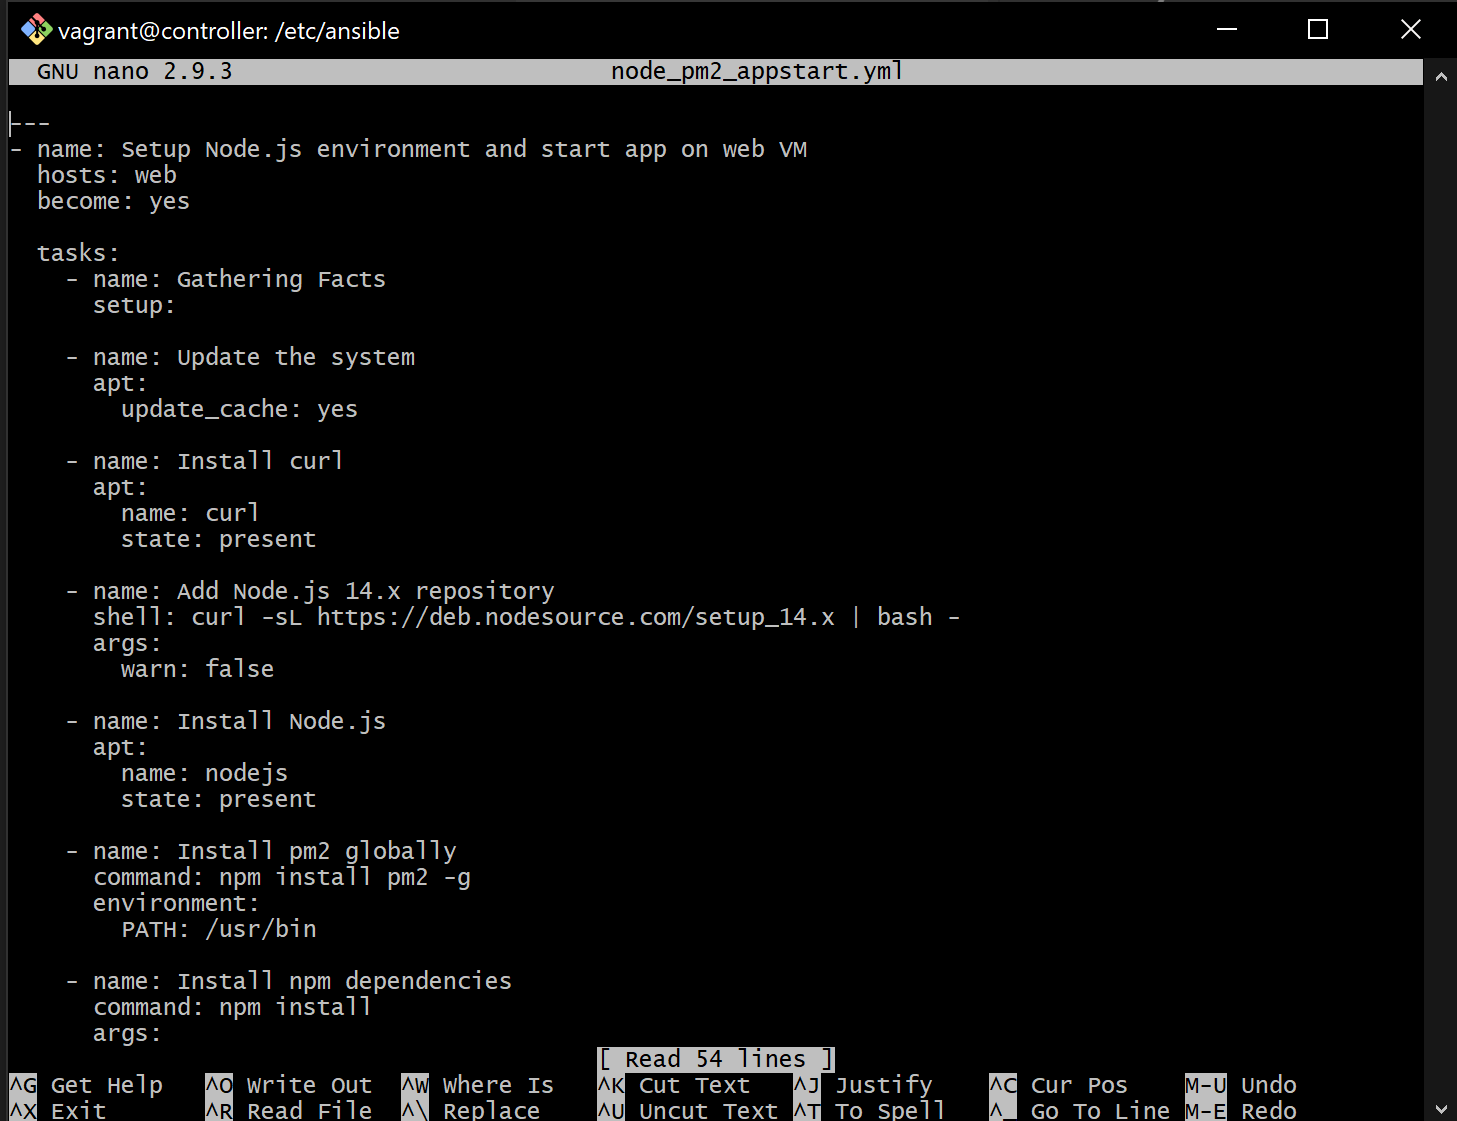 vagrant@controller: /etc/ansible
GNU nano 2.9.3 node_pm2_appstart.yml
---
- name: Setup Node.js environment and start app on web VM
  hosts: web
  become: yes

  tasks:
    - name: Gathering Facts
      setup:

    - name: Update the system
      apt:
        update_cache: yes

    - name: Install curl
      apt:
        name: curl
        state: present

    - name: Add Node.js 14.x repository
      shell: curl -sL https://deb.nodesource.com/setup_14.x | bash -
      args:
        warn: false

    - name: Install Node.js
      apt:
        name: nodejs
        state: present

    - name: Install pm2 globally
      command: npm install pm2 -g
      environment:
        PATH: /usr/bin

    - name: Install npm dependencies
      command: npm install
      args:
[ Read 54 lines ]
^G Get Help ^O Write Out ^W Where Is ^K Cut Text ^J Justify ^C Cur Pos M-U Undo
^X Exit ^R Read File ^\ Replace ^U Uncut Text ^T To Spell ^_ Go To Line M-E Redo